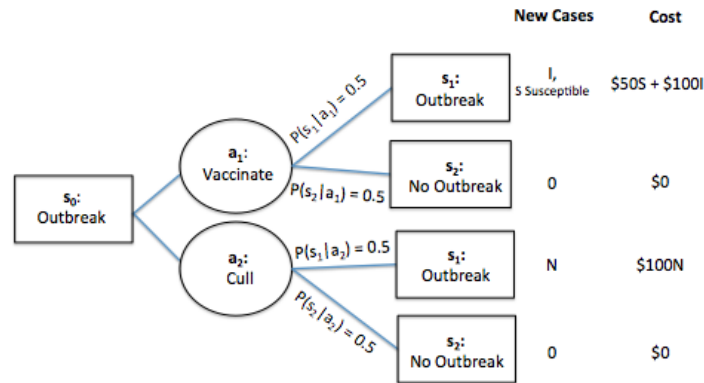 New Cases Cost
s₁:
Outbreak
I,
S Susceptible
$50S + $100I
P(s₁|a₁) = 0.5
a₁:
Vaccinate
s₂:
No Outbreak
0
$0
P(s₂|a₁) = 0.5
s₀:
Outbreak
a₂:
Cull
P(s₁|a₂) = 0.5
s₁:
Outbreak
N
$100N
P(s₂|a₂) = 0.5
s₂:
No Outbreak
0
$0